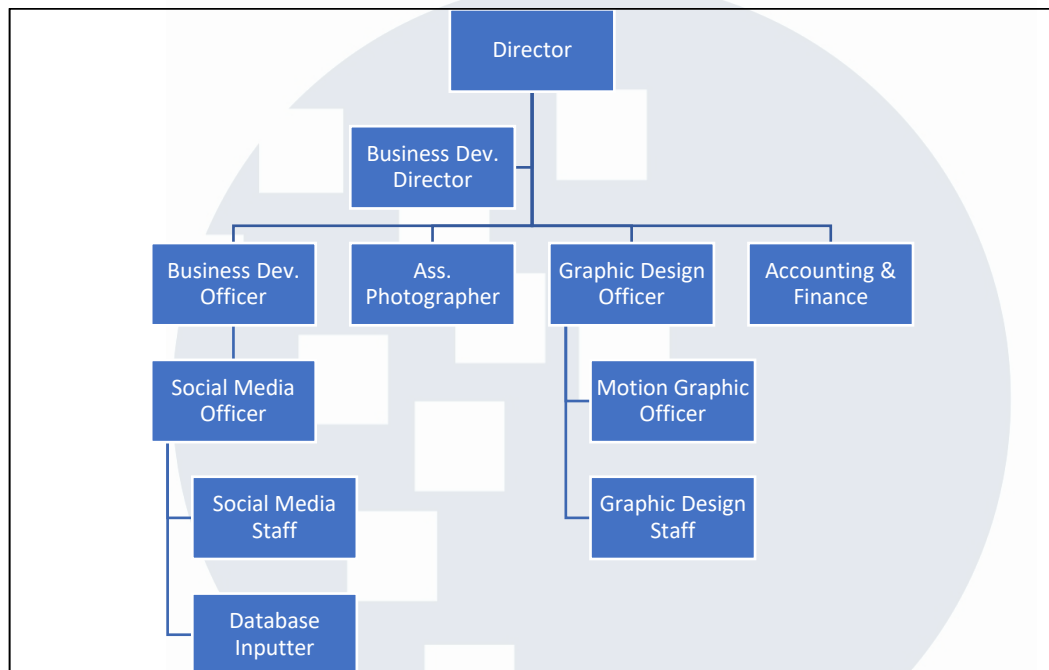 Director
Business Dev.
Director
Business Dev.
Officer
Ass.
Photographer
Graphic Design
Officer
Accounting &
Finance
Social Media
Officer
Motion Graphic
Officer
Social Media
Staff
Graphic Design
Staff
Database
Inputter